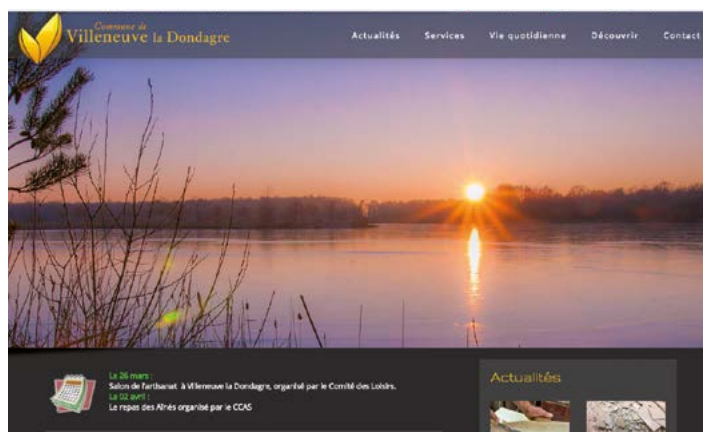 Commune de
Villeneuve la Dondagre
Actualités Services Vie quotidienne Découvrir Contact
Le 26 mars :
Salon de l'artisanat à Villeneuve la Dondagre, organisé par le Comité des Loisirs.
Le 02 avril :
Le repas des Aînés organisé par le CCAS
Actualités